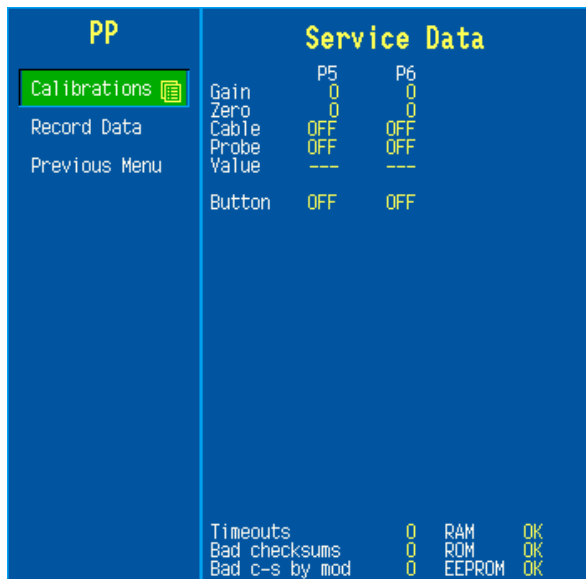 PP
Calibrations
Record Data
Previous Menu
Service Data
P5 P6
Gain 0 0
Zero 0 0
Cable OFF OFF
Probe OFF OFF
Value --- ---
Button OFF OFF
Timeouts 0 RAM OK
Bad checksums 0 ROM OK
Bad c-s by mod 0 EEPROM OK